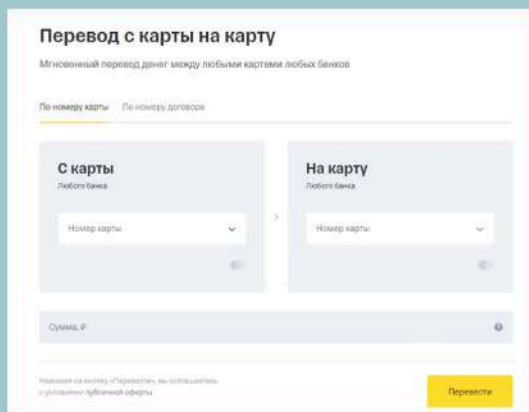 Перевод с карты на карту
Мгновенный перевод денег между любыми картами любых банков
По номеру карты По номеру договора
С карты
Любого банка
Номер карты
На карту
Любого банка
Номер карты
Сумма, ₽
Нажимая на кнопку «Перевести», вы соглашаетесь
с условиями публичной оферты
Перевести